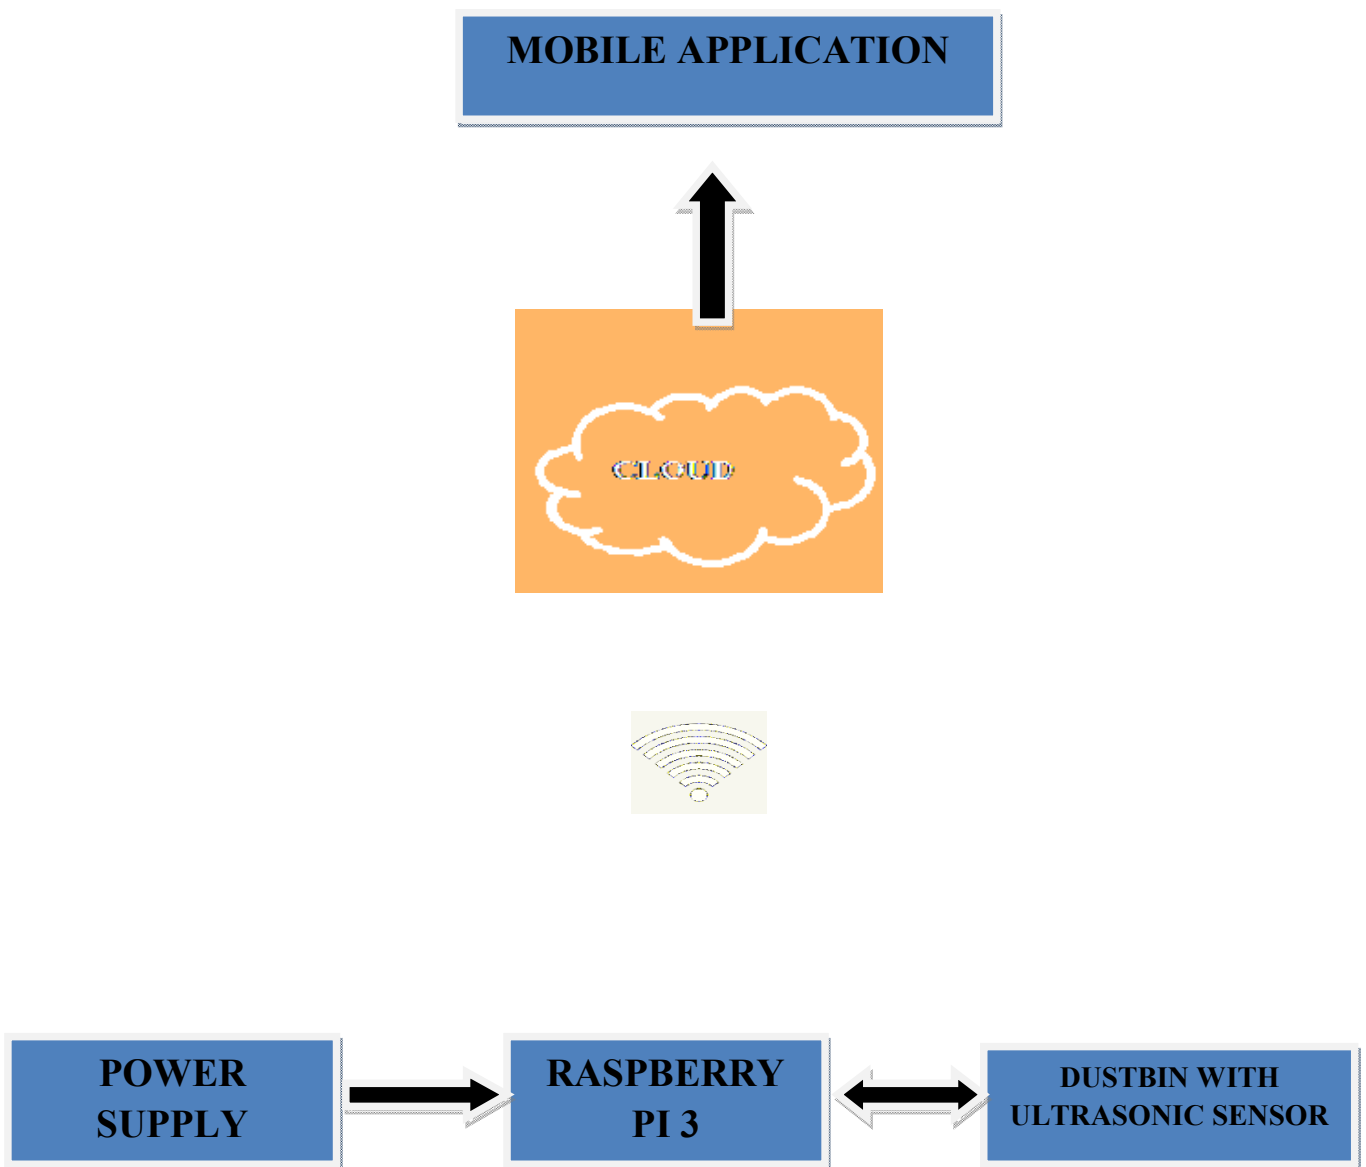 MOBILE APPLICATION
CLOUD
POWER
SUPPLY
RASPBERRY
PI 3
DUSTBIN WITH
ULTRASONIC SENSOR